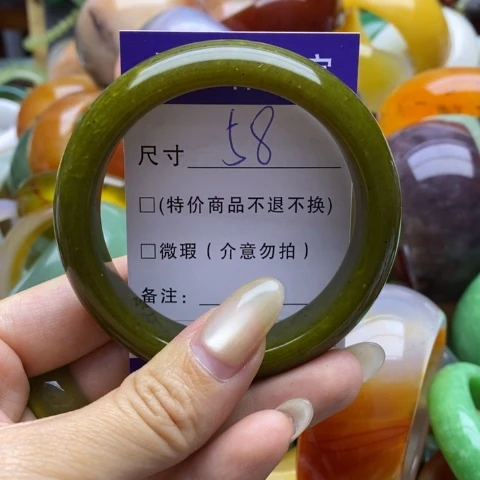 尺寸 58
□(特价商品不退不换)
□微瑕(介意勿拍)
备注: